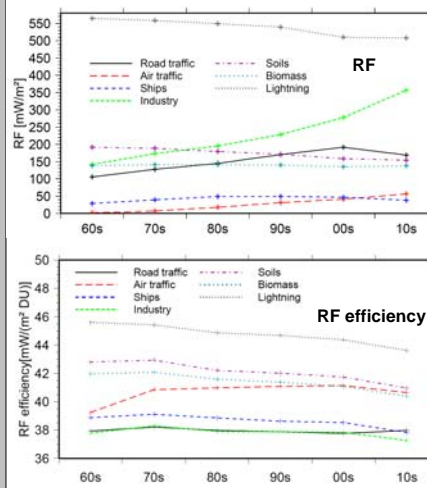 RF
RF [mW/m²]
550
500
450
400
350
300
250
200
150
100
50
0
Road traffic
Air traffic
Ships
Industry
Soils
Biomass
Lightning
60s 70s 80s 90s 00s 10s
RF efficiency
RF efficiency[mW/(m² DU)]
50
48
46
44
42
40
38
36
Road traffic
Air traffic
Ships
Industry
Soils
Biomass
Lightning
60s 70s 80s 90s 00s 10s